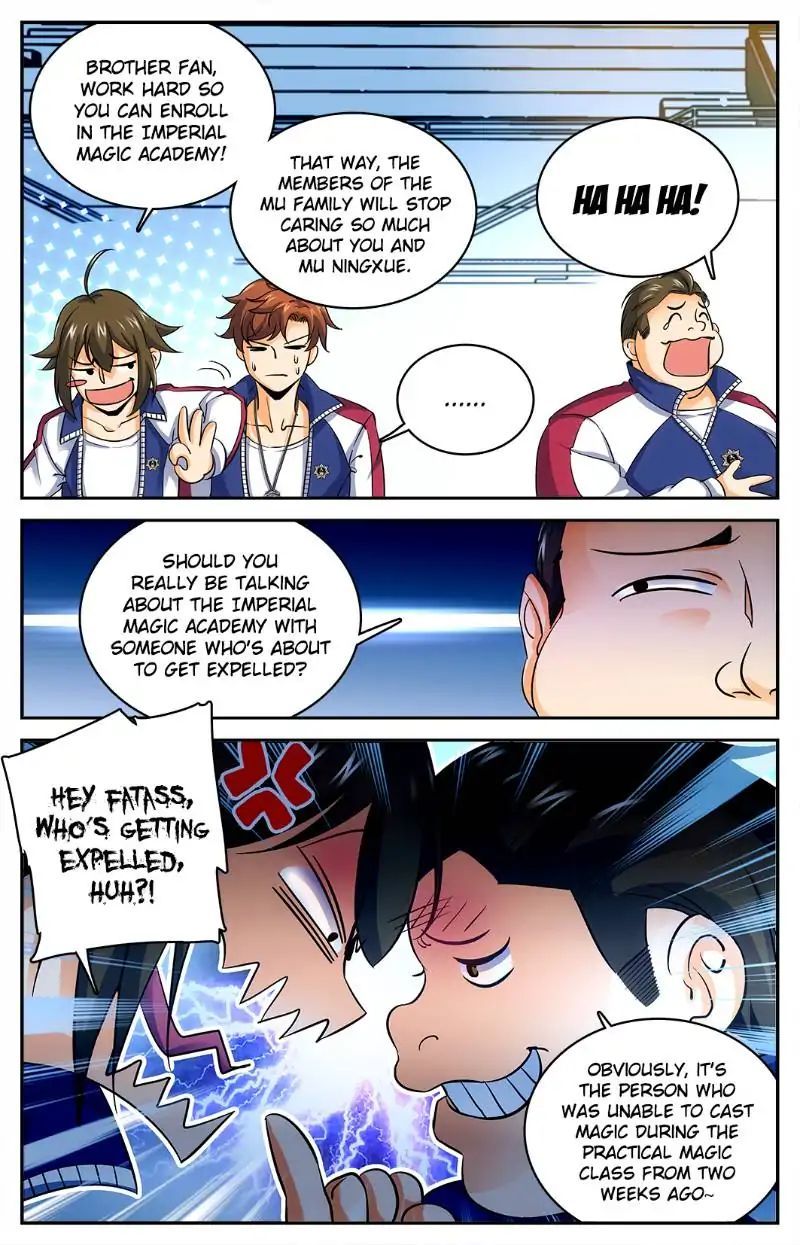 BROTHER FAN,
WORK HARD SO
YOU CAN ENROLL
IN THE IMPERIAL
MAGIC ACADEMY!
THAT WAY, THE
MEMBERS OF THE
MU FAMILY WILL STOP
CARING SO MUCH
ABOUT YOU AND
MU NINGXUE.
HA HA HA!
......
SHOULD YOU
REALLY BE TALKING
ABOUT THE IMPERIAL
MAGIC ACADEMY WITH
SOMEONE WHO'S ABOUT
TO GET EXPELLED?
HEY FATASS,
WHO'S GETTING
EXPELLED,
HUH?!
OBVIOUSLY, IT'S
THE PERSON WHO
WAS UNABLE TO CAST
MAGIC DURING THE
PRACTICAL MAGIC
CLASS FROM TWO
WEEKS AGO~